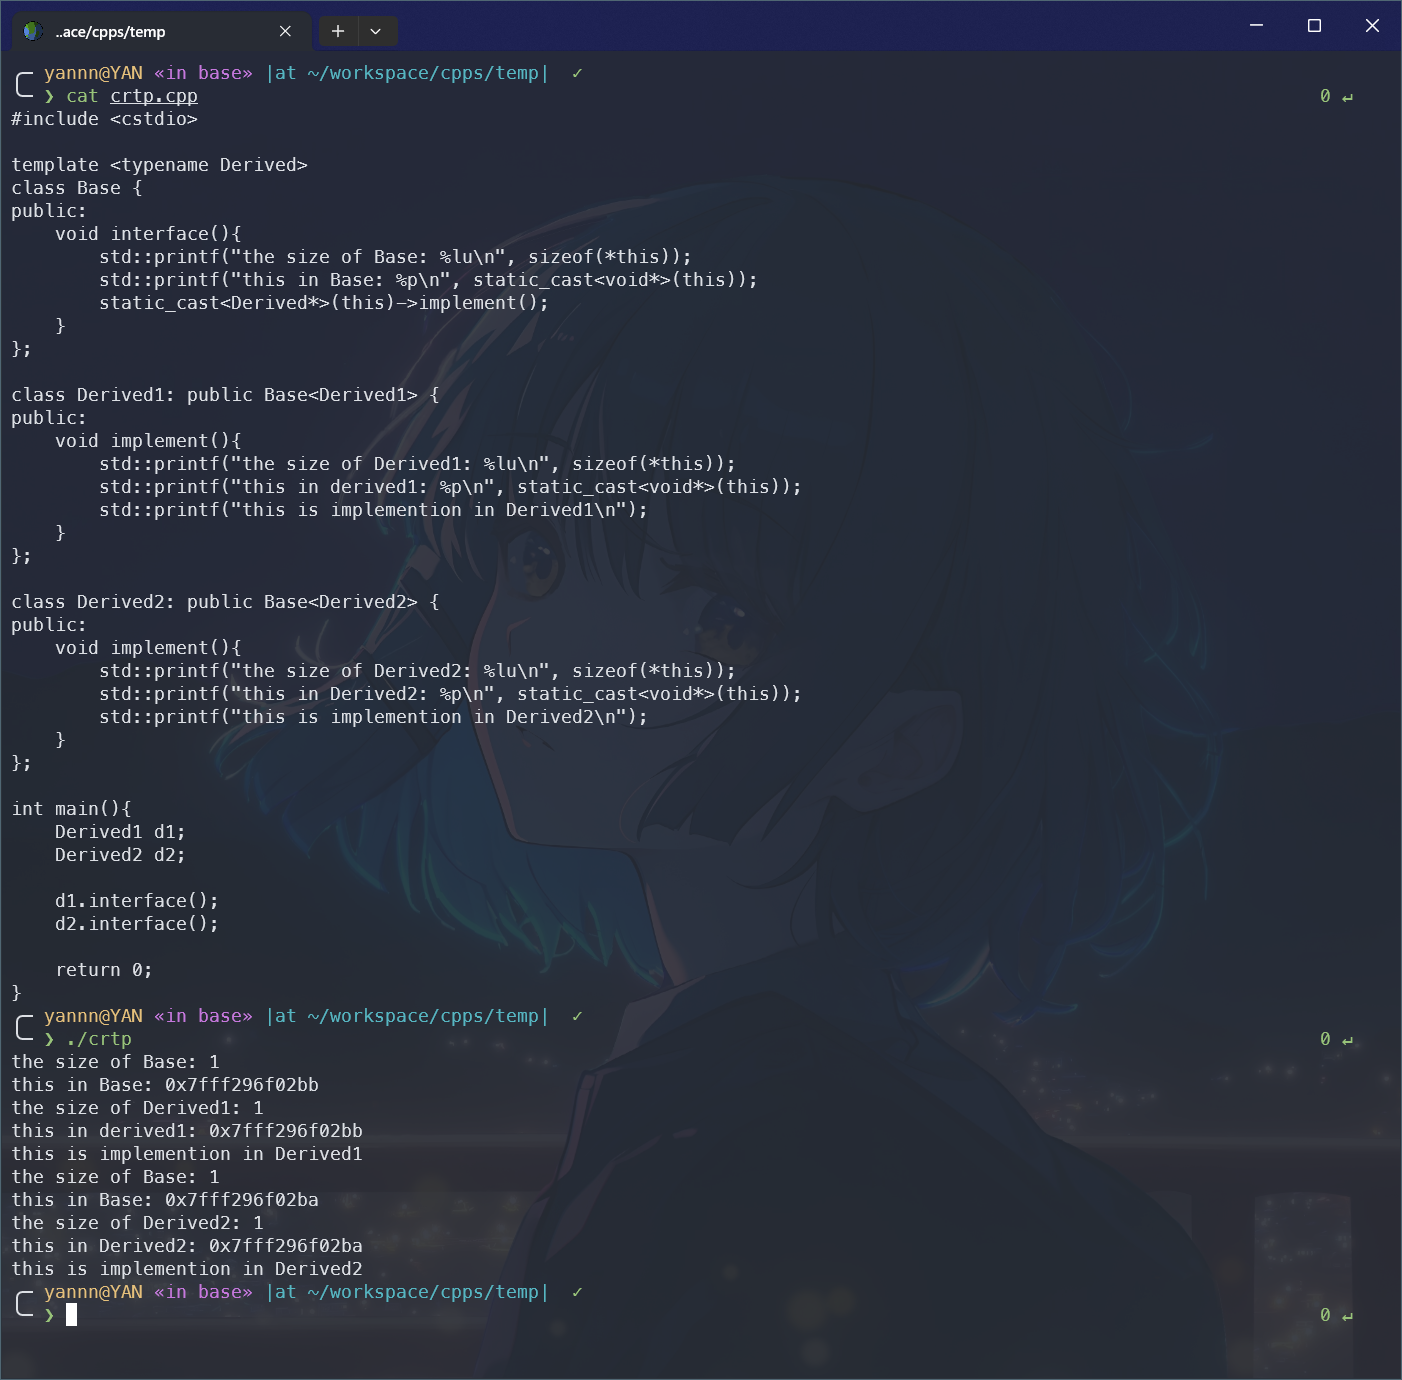 ..ace/cpps/temp
yannn@YAN «in base» |at ~/workspace/cpps/temp| ✓
❯ cat crtp.cpp 0 ↵
#include <cstdio>

template <typename Derived>
class Base {
public:
    void interface(){
        std::printf("the size of Base: %lu\n", sizeof(*this));
        std::printf("this in Base: %p\n", static_cast<void*>(this));
        static_cast<Derived*>(this)->implement();
    }
};

class Derived1: public Base<Derived1> {
public:
    void implement(){
        std::printf("the size of Derived1: %lu\n", sizeof(*this));
        std::printf("this in derived1: %p\n", static_cast<void*>(this));
        std::printf("this is implemention in Derived1\n");
    }
};

class Derived2: public Base<Derived2> {
public:
    void implement(){
        std::printf("the size of Derived2: %lu\n", sizeof(*this));
        std::printf("this in Derived2: %p\n", static_cast<void*>(this));
        std::printf("this is implemention in Derived2\n");
    }
};

int main(){
    Derived1 d1;
    Derived2 d2;

    d1.interface();
    d2.interface();

    return 0;
}
yannn@YAN «in base» |at ~/workspace/cpps/temp| ✓
❯ ./crtp 0 ↵
the size of Base: 1
this in Base: 0x7fff296f02bb
the size of Derived1: 1
this in derived1: 0x7fff296f02bb
this is implemention in Derived1
the size of Base: 1
this in Base: 0x7fff296f02ba
the size of Derived2: 1
this in Derived2: 0x7fff296f02ba
this is implemention in Derived2
yannn@YAN «in base» |at ~/workspace/cpps/temp| ✓
❯ 0 ↵